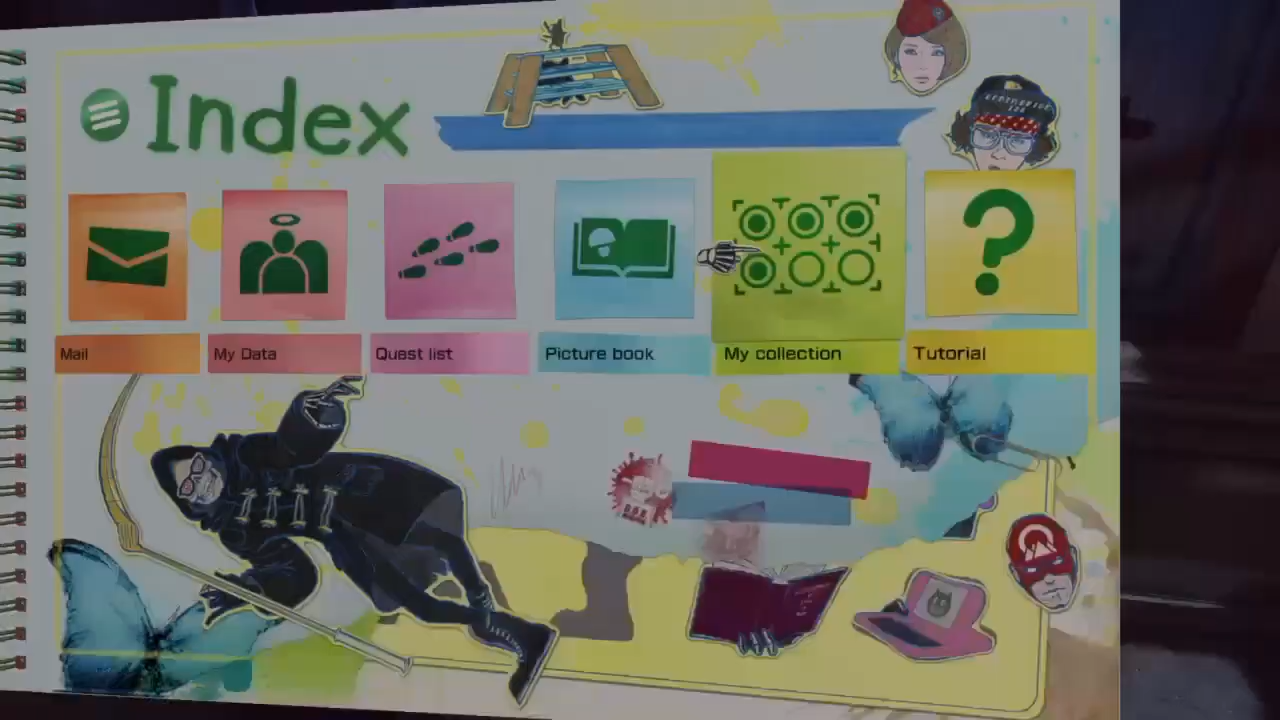 Index
Mail
My Data
Quest list
Picture book
My collection
Tutorial